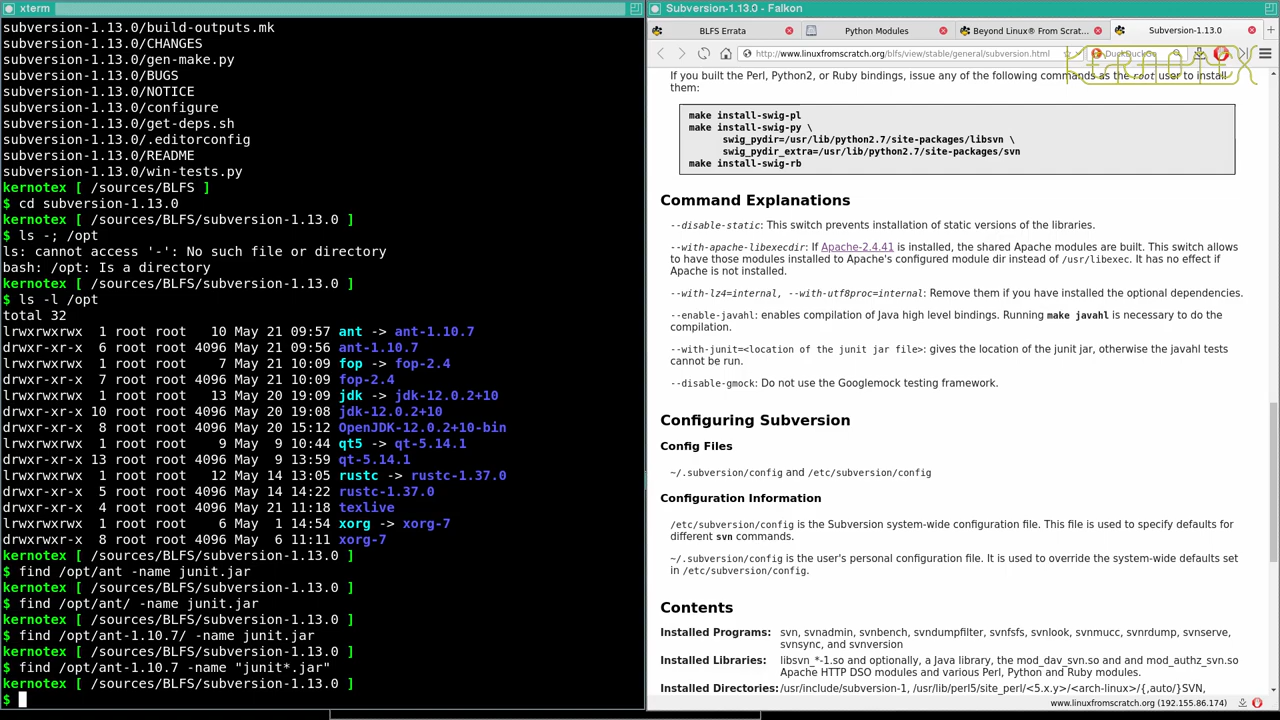 xterm
subversion-1.13.0/build-outputs.mk
subversion-1.13.0/CHANGES
subversion-1.13.0/gen-make.py
subversion-1.13.0/BUGS
subversion-1.13.0/NOTICE
subversion-1.13.0/configure
subversion-1.13.0/get-deps.sh
subversion-1.13.0/.editorconfig
subversion-1.13.0/README
subversion-1.13.0/win-tests.py
kernotex [ /sources/BLFS ]
$ cd subversion-1.13.0
kernotex [ /sources/BLFS/subversion-1.13.0 ]
$ ls -; /opt
ls: cannot access '-': No such file or directory
bash: /opt: Is a directory
kernotex [ /sources/BLFS/subversion-1.13.0 ]
$ ls -l /opt
total 32
lrwxrwxrwx  1 root root   10 May 21 09:57 ant -> ant-1.10.7
drwxr-xr-x  6 root root 4096 May 21 09:56 ant-1.10.7
lrwxrwxrwx  1 root root    7 May 21 10:09 fop -> fop-2.4
drwxr-xr-x  7 root root 4096 May 21 10:09 fop-2.4
lrwxrwxrwx  1 root root   13 May 20 19:09 jdk -> jdk-12.0.2+10
drwxr-xr-x 10 root root 4096 May 20 19:08 jdk-12.0.2+10
drwxr-xr-x  8 root root 4096 May 20 15:12 OpenJDK-12.0.2+10-bin
lrwxrwxrwx  1 root root    9 May  9 10:44 qt5 -> qt-5.14.1
drwxr-xr-x 13 root root 4096 May  9 13:59 qt-5.14.1
lrwxrwxrwx  1 root root   12 May 14 13:05 rustc -> rustc-1.37.0
drwxr-xr-x  5 root root 4096 May 14 14:22 rustc-1.37.0
drwxr-xr-x  4 root root 4096 May 21 11:18 texlive
lrwxrwxrwx  1 root root    6 May  1 14:54 xorg -> xorg-7
drwxr-xr-x  8 root root 4096 May  6 11:11 xorg-7
kernotex [ /sources/BLFS/subversion-1.13.0 ]
$ find /opt/ant -name junit.jar
kernotex [ /sources/BLFS/subversion-1.13.0 ]
$ find /opt/ant/ -name junit.jar
kernotex [ /sources/BLFS/subversion-1.13.0 ]
$ find /opt/ant-1.10.7/ -name junit.jar
kernotex [ /sources/BLFS/subversion-1.13.0 ]
$ find /opt/ant-1.10.7 -name "junit*.jar"
kernotex [ /sources/BLFS/subversion-1.13.0 ]
$
Subversion-1.13.0 - Falkon
BLFS Errata
Python Modules
Beyond Linux® From Scrat...
Subversion-1.13.0
http://www.linuxfromscratch.org/blfs/view/stable/general/subversion.html
DuckDuckGo
KERNOTEX
If you built the Perl, Python2, or Ruby bindings, issue any of the following commands as the root user to install
them:
make install-swig-pl
make install-swig-py \
swig_pydir=/usr/lib/python2.7/site-packages/libsvn \
swig_pydir_extra=/usr/lib/python2.7/site-packages/svn
make install-swig-rb
Command Explanations
--disable-static: This switch prevents installation of static versions of the libraries.
--with-apache-libexecdir: If Apache-2.4.41 is installed, the shared Apache modules are built. This switch allows
to have those modules installed to Apache's configured module dir instead of /usr/libexec. It has no effect if
Apache is not installed.
--with-lz4=internal, --with-utf8proc=internal: Remove them if you have installed the optional dependencies.
--enable-javahl: enables compilation of Java high level bindings. Running make javahl is necessary to do the
compilation.
--with-junit=<location of the junit jar file>: gives the location of the junit jar, otherwise the javahl tests
cannot be run.
--disable-gmock: Do not use the Googlemock testing framework.
Configuring Subversion
Config Files
~/.subversion/config and /etc/subversion/config
Configuration Information
/etc/subversion/config is the Subversion system-wide configuration file. This file is used to specify defaults for
different svn commands.
~/.subversion/config is the user's personal configuration file. It is used to override the system-wide defaults set
in /etc/subversion/config.
Contents
Installed Programs: svn, svnadmin, svnbench, svndumpfilter, svnfsfs, svnlook, svnmucc, svnrdump, svnserve,
svnsync, and svnversion
Installed Libraries: libsvn_*-1.so and optionally, a Java library, the mod_dav_svn.so and and mod_authz_svn.so
Apache HTTP DSO modules and various Perl, Python and Ruby modules.
Installed Directories: /usr/include/subversion-1, /usr/lib/perl5/site_perl/<5.x.y>/<arch-linux>/{,auto/}SVN,
www.linuxfromscratch.org (192.155.86.174)